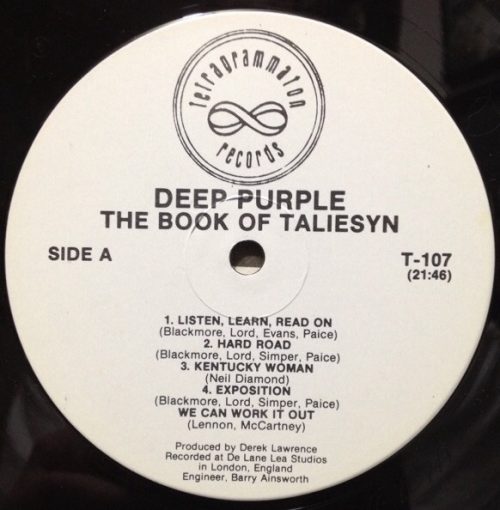 tetragrammaton
records
DEEP PURPLE
THE BOOK OF TALIESYN
SIDE A
T-107
(21:46)
1. LISTEN, LEARN, READ ON
(Blackmore, Lord, Evans, Paice)
2. HARD ROAD
(Blackmore, Lord, Simper, Paice)
3. KENTUCKY WOMAN
(Neil Diamond)
4. EXPOSITION
(Blackmore, Lord, Simper, Paice)
WE CAN WORK IT OUT
(Lennon, McCartney)
Produced by Derek Lawrence
Recorded at De Lane Lea Studios
in London, England
Engineer, Barry Ainsworth